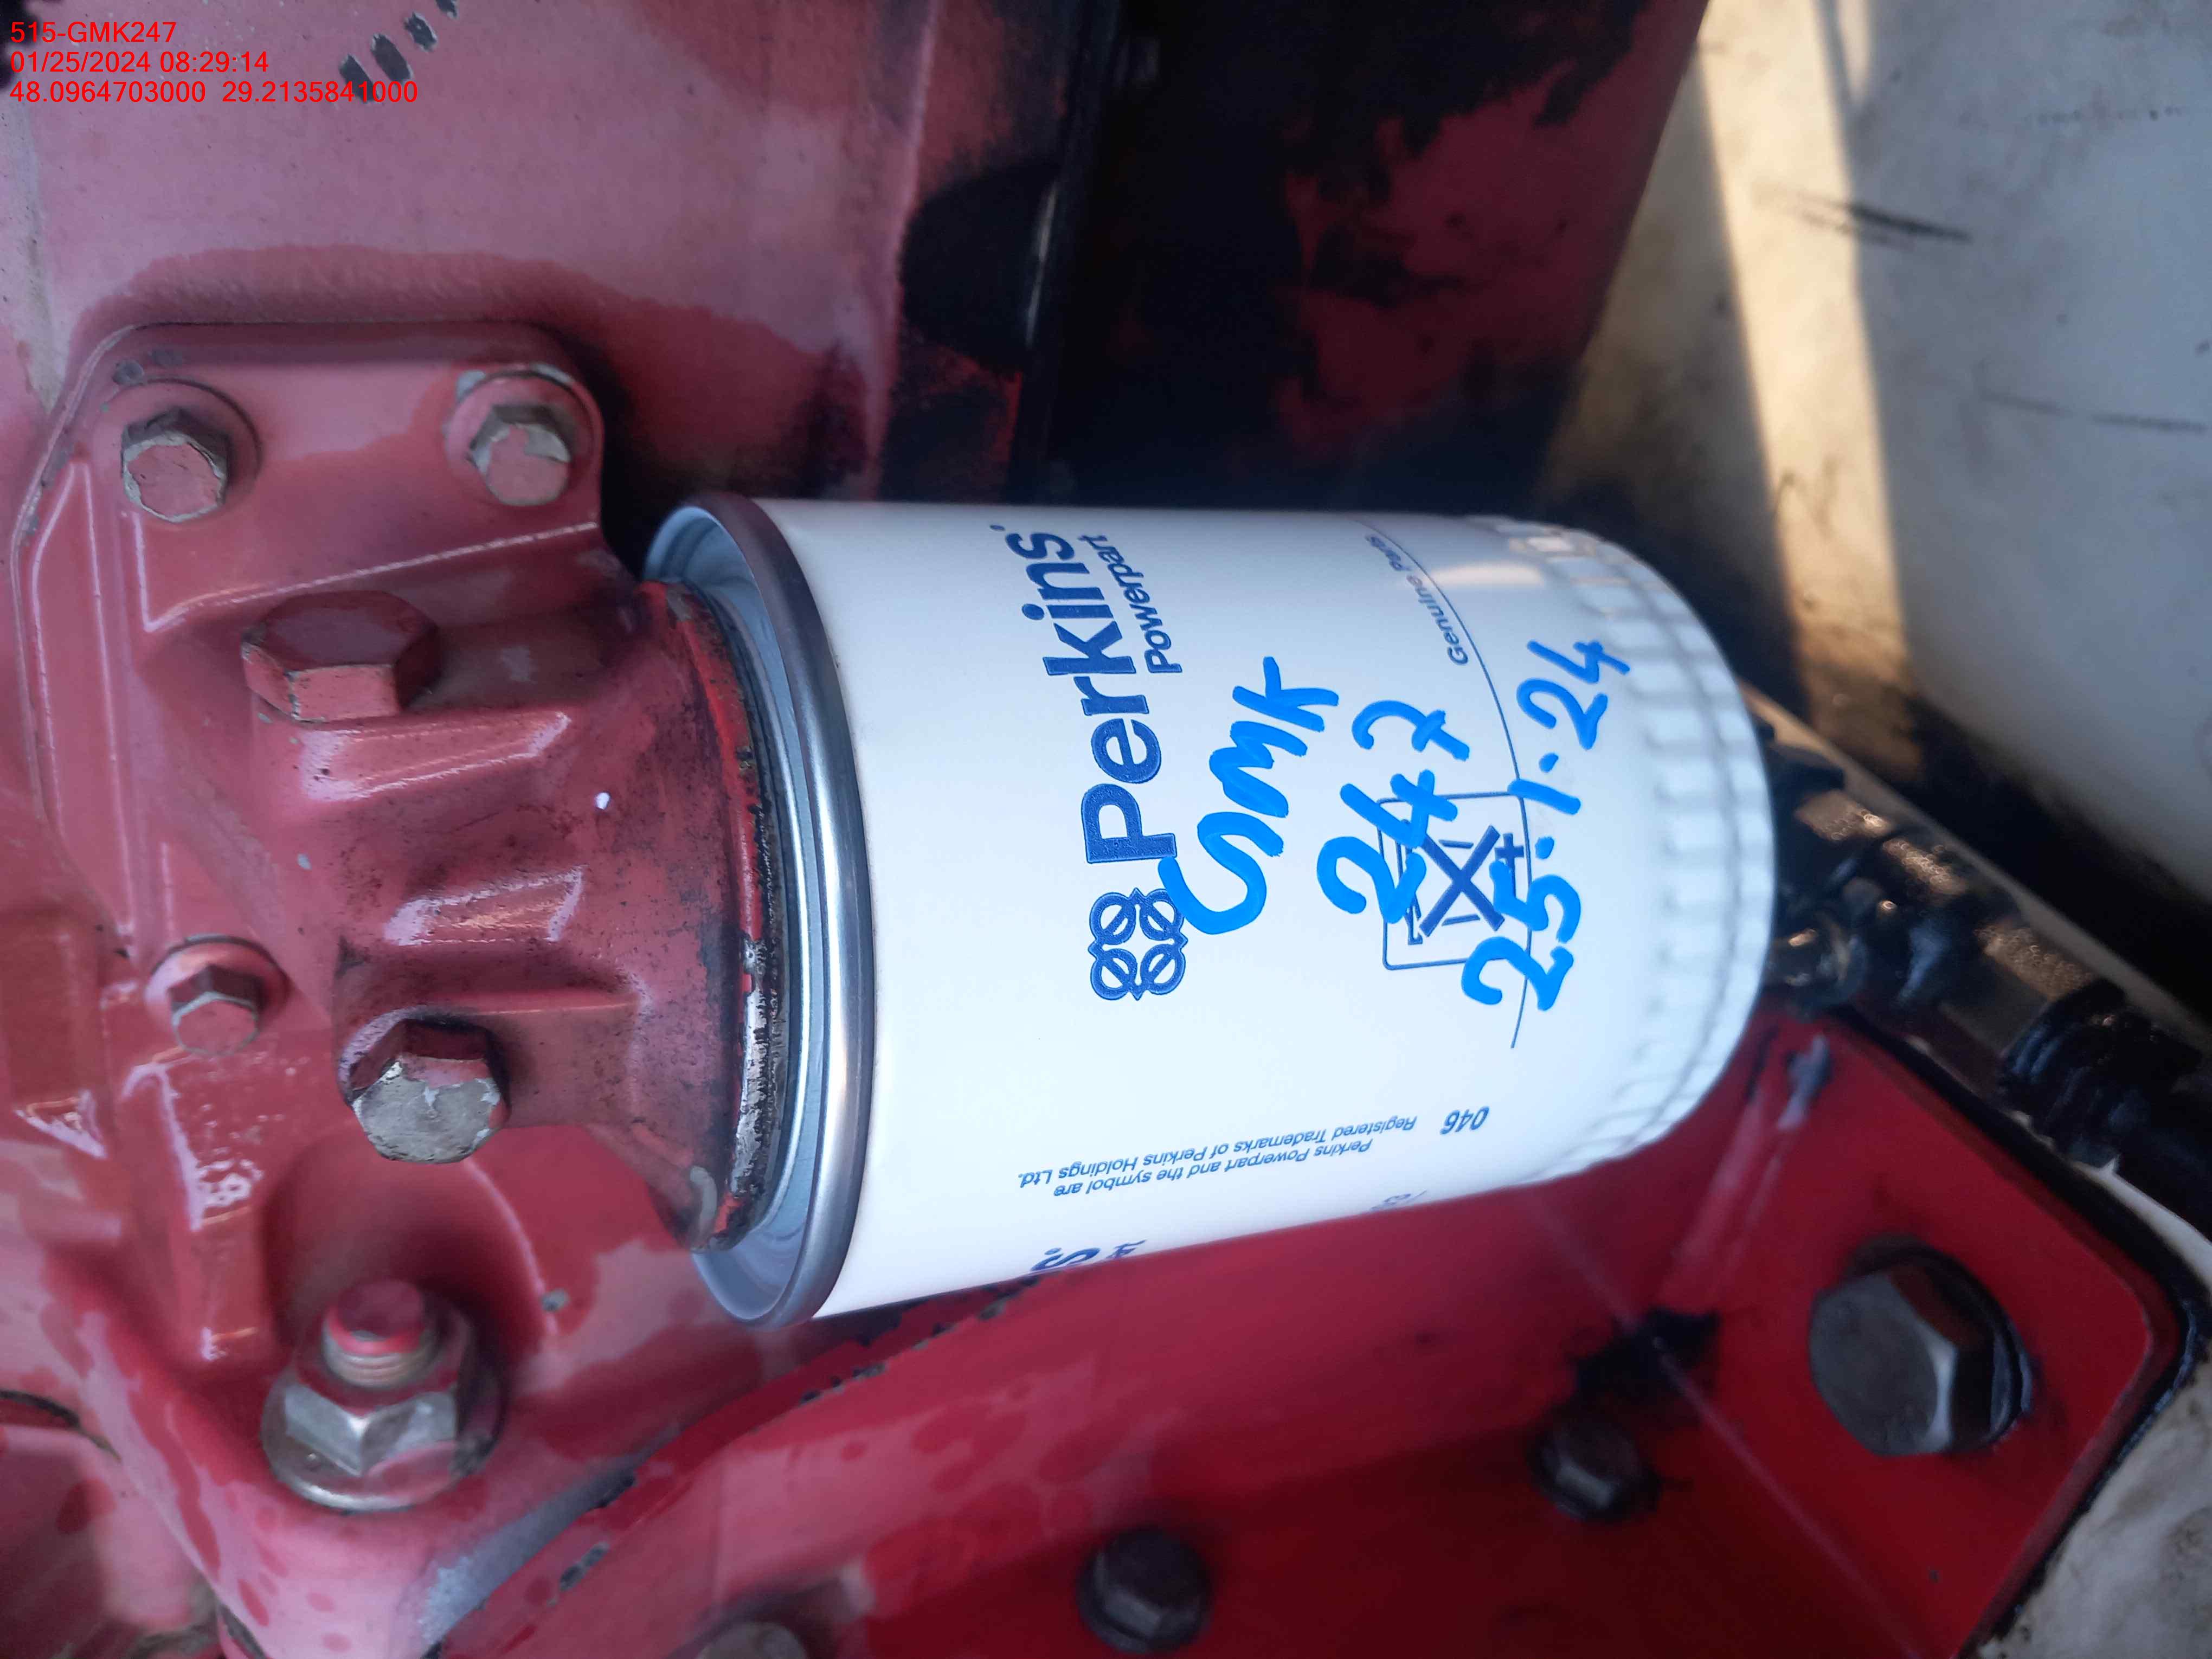 515-GMK247
01/25/2024 08:29:14
48.0964703000 29.2135841000
Perkins
Powerpart
GMK
247
Genuine Parts
25.1.24
Perkins Powerpart and the symbol are
Registered Trademarks of Perkins Holdings Ltd.
046